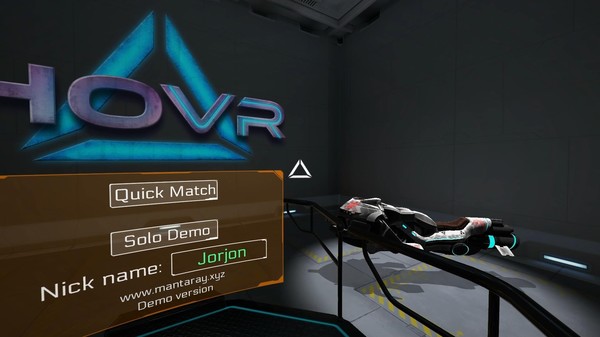 HOVR
Quick Match
Solo Demo
Nick name: Jorjon
www.mantaray.xyz
Demo version